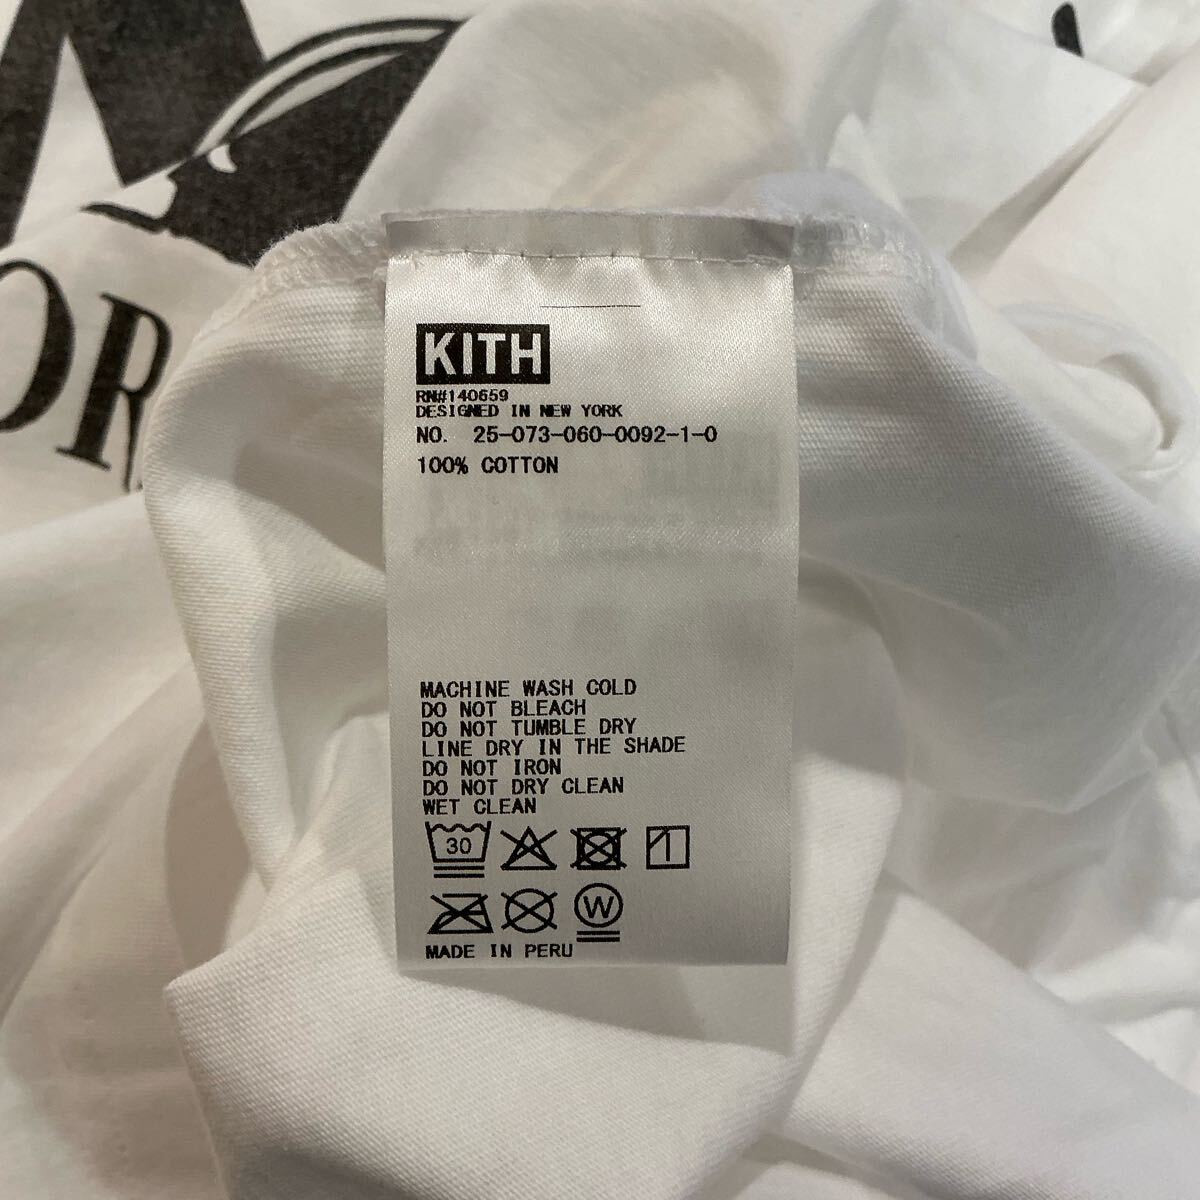 OR
KITH
RN#140659
DESIGNED IN NEW YORK
NO. 25-073-060-0092-1-0
100% COTTON
MACHINE WASH COLD
DO NOT BLEACH
DO NOT TUMBLE DRY
LINE DRY IN THE SHADE
DO NOT IRON
DO NOT DRY CLEAN
WET CLEAN
30
W
MADE IN PERU